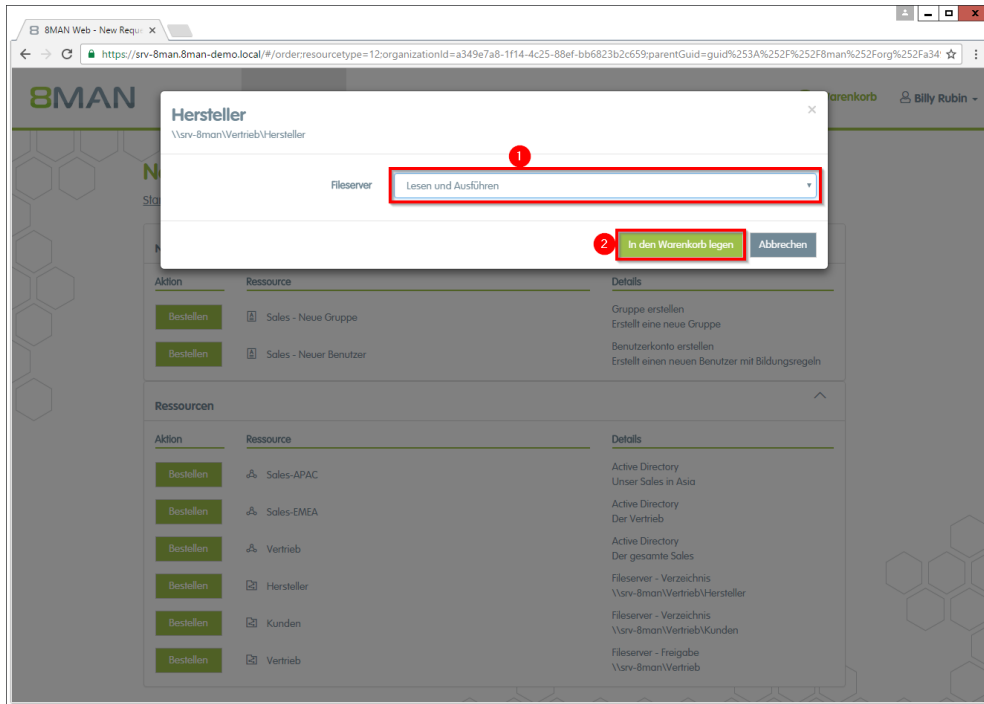 8MAN Web - New Requ
https://srv-8man.8man-demo.local/#/order;resourcetype=12;organizationId=a349e7a8-1f14-4c25-88ef-bb6823b2c659;parentGuid=guid%253A%252F%252F8man%252Forg%252Fa34
8MAN
arenkorb
Billy Rubin
Hersteller
\\srv-8man\Vertrieb\Hersteller
1
Fileserver
Lesen und Ausführen
2
In den Warenkorb legen
Abbrechen
Aktion Ressource Details
Bestellen Sales - Neue Gruppe Gruppe erstellen
Erstellt eine neue Gruppe
Bestellen Sales - Neuer Benutzer Benutzerkonto erstellen
Erstellt einen neuen Benutzer mit Bildungsregeln
Ressourcen
Aktion Ressource Details
Bestellen Sales-APAC Active Directory
Unser Sales in Asia
Bestellen Sales-EMEA Active Directory
Der Vertrieb
Bestellen Vertrieb Active Directory
Der gesamte Sales
Bestellen Hersteller Fileserver - Verzeichnis
\\srv-8man\Vertrieb\Hersteller
Bestellen Kunden Fileserver - Verzeichnis
\\srv-8man\Vertrieb\Kunden
Bestellen Vertrieb Fileserver - Freigabe
\\srv-8man\Vertrieb